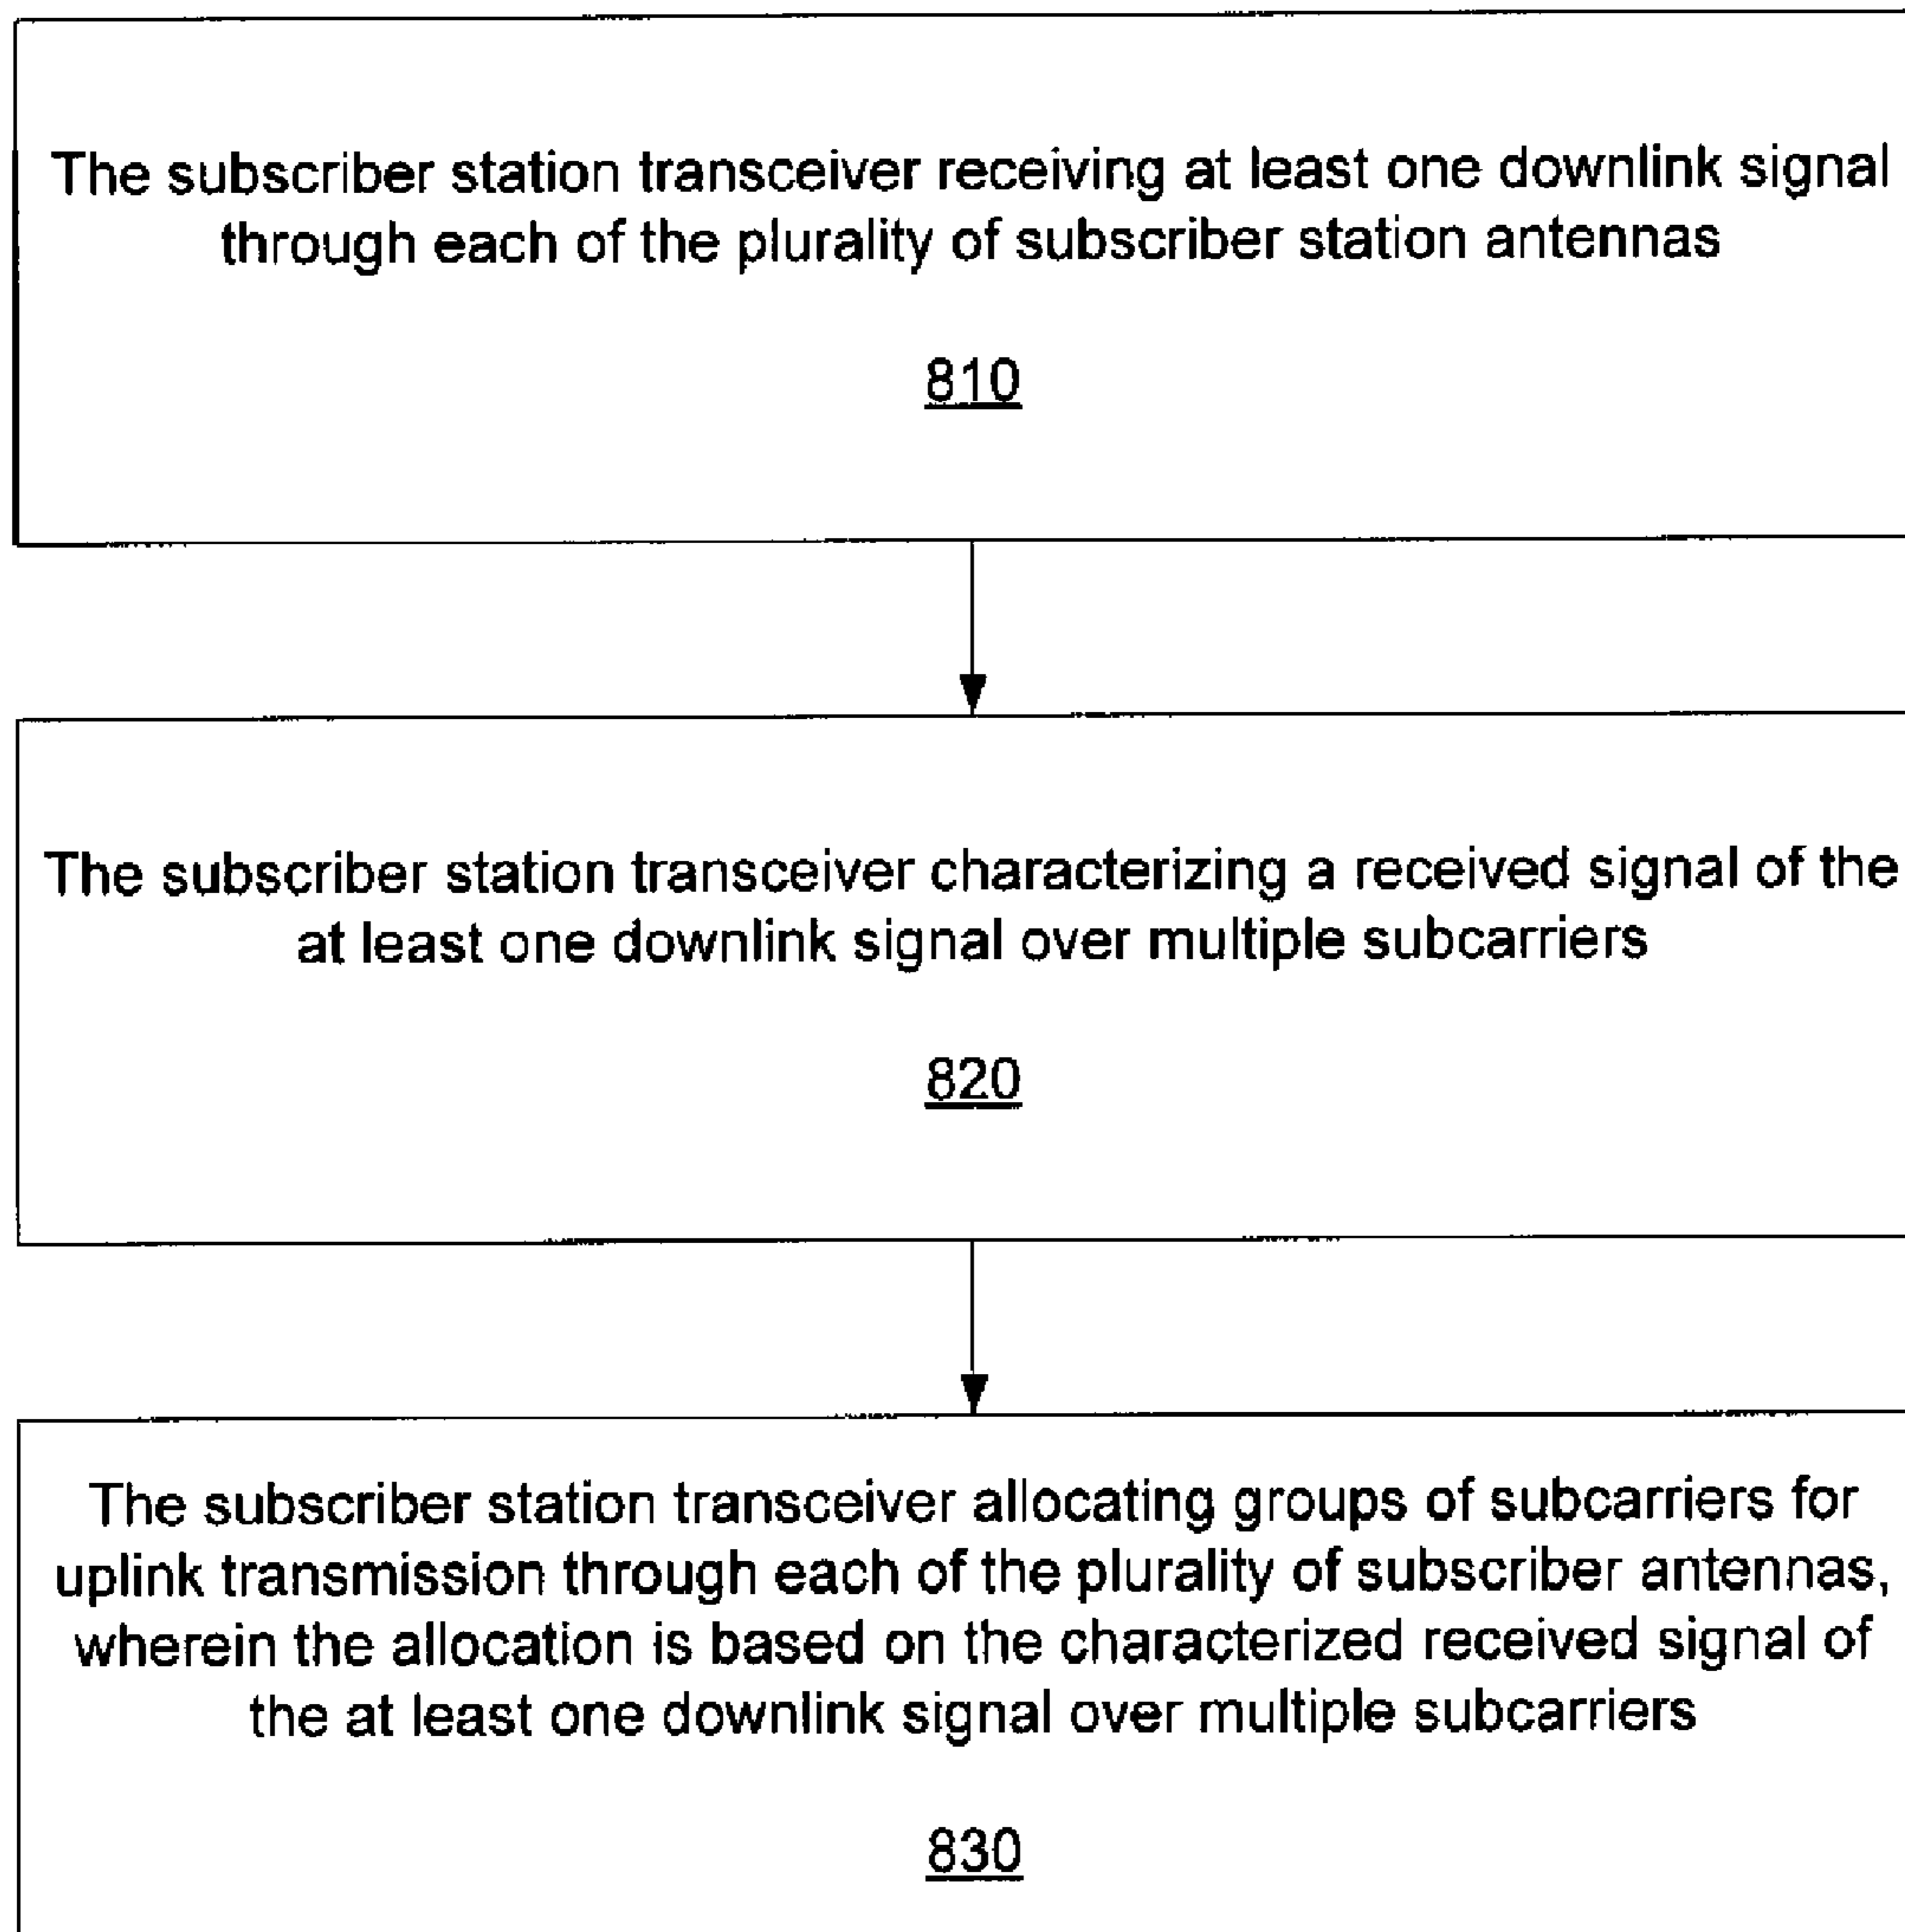 The subscriber station transceiver receiving at least one downlink signal
through each of the plurality of subscriber station antennas
810
The subscriber station transceiver characterizing a received signal of the
at least one downlink signal over multiple subcarriers
820
The subscriber station transceiver allocating groups of subcarriers for
uplink transmission through each of the plurality of subscriber antennas,
wherein the allocation is based on the characterized received signal of
the at least one downlink signal over multiple subcarriers
830